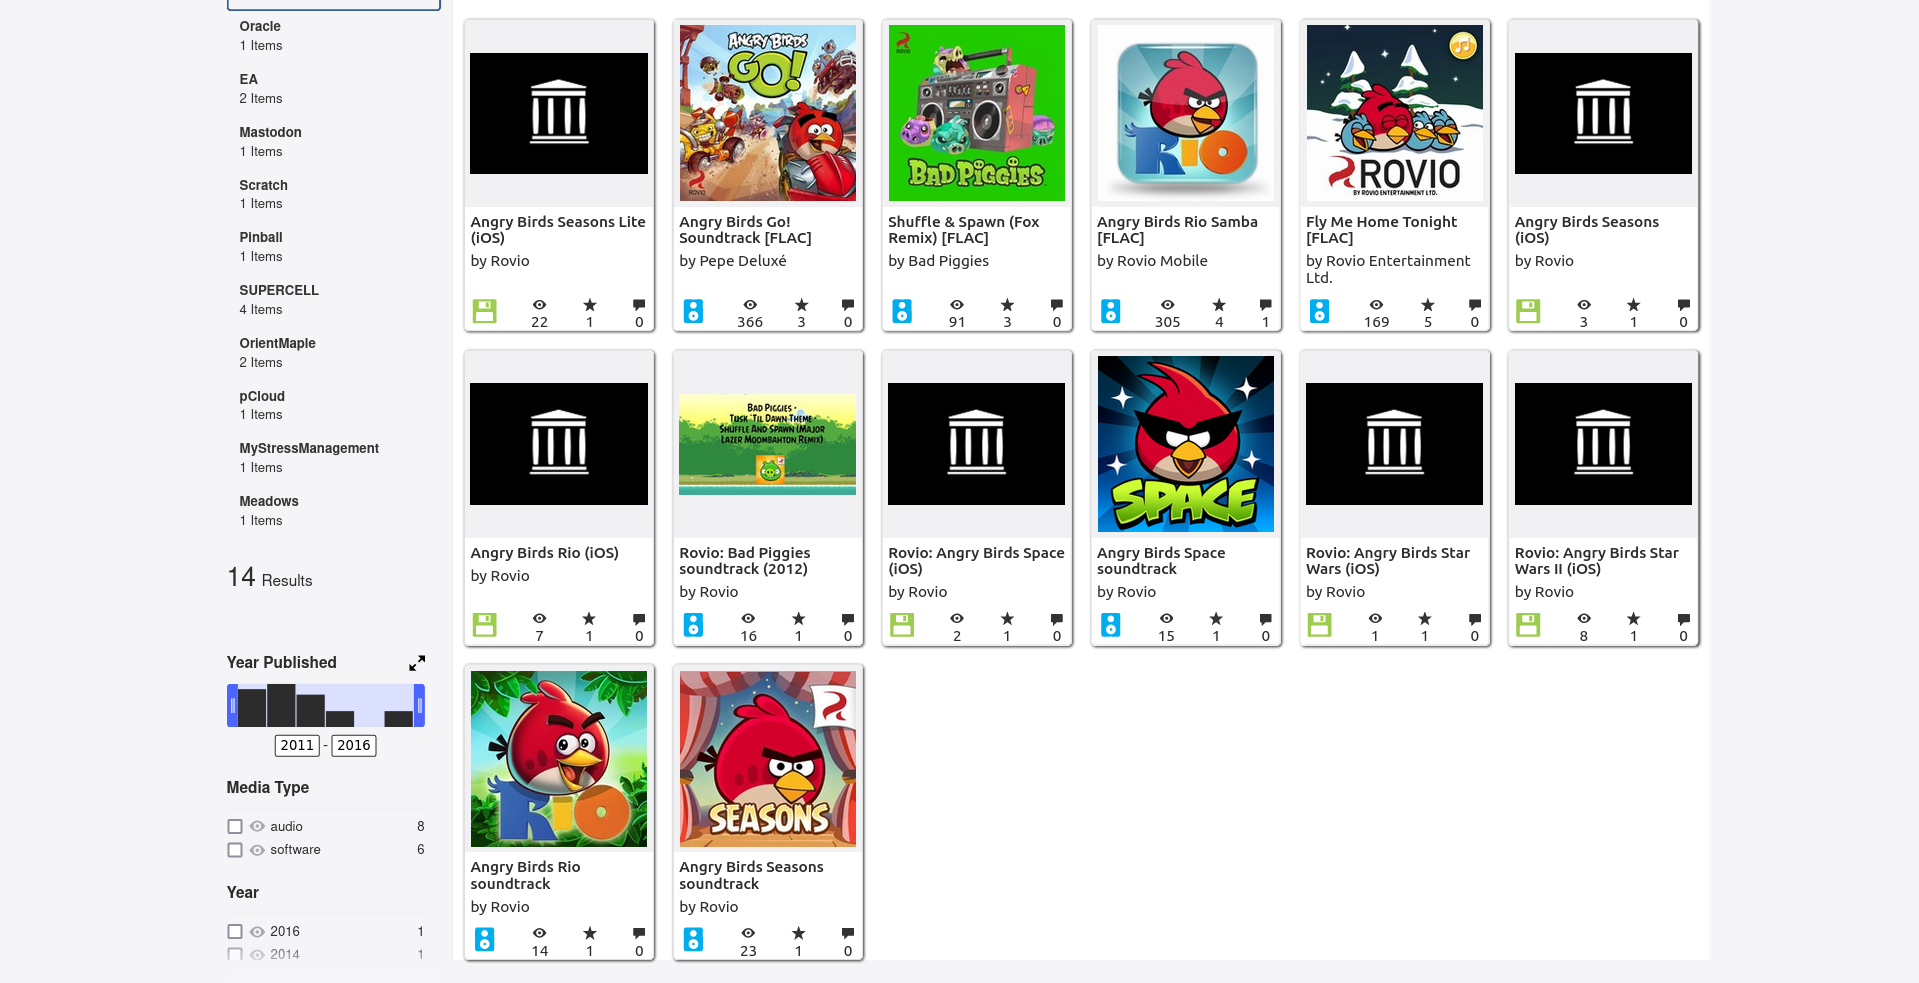 Oracle
1 Items
EA
2 Items
Mastodon
1 Items
Scratch
1 Items
Pinball
1 Items
SUPERCELL
4 Items
OrientMaple
2 Items
pCloud
1 Items
MyStressManagement
1 Items
Meadows
1 Items
14 Results
Year Published
2011 - 2016
Media Type
audio 8
software 6
Year
2016 1
2014 1
Angry Birds Seasons Lite
(iOS)
by Rovio
22 1 0
ANGRY BIRDS
GO!
ROVIO
Angry Birds Go!
Soundtrack [FLAC]
by Pepe Deluxé
366 3 0
ROVIO
BAD PIGGIES
Shuffle & Spawn (Fox
Remix) [FLAC]
by Bad Piggies
91 3 0
RIO
Angry Birds Rio Samba
[FLAC]
by Rovio Mobile
305 4 1
ROVIO
BY ROVIO ENTERTAINMENT LTD.
Fly Me Home Tonight
[FLAC]
by Rovio Entertainment
Ltd.
169 5 0
Angry Birds Seasons
(iOS)
by Rovio
3 1 0
Angry Birds Rio (iOS)
by Rovio
7 1 0
BAD PIGGIES •
TUSK 'TIL DAWN THEME •
SHUFFLE AND SPAWN (MAJOR
LAZER MOOMBAHTON REMIX)
Rovio: Bad Piggies
soundtrack (2012)
by Rovio
16 1 0
Rovio: Angry Birds Space
(iOS)
by Rovio
2 1 0
SPACE
Angry Birds Space
soundtrack
by Rovio
15 1 0
Rovio: Angry Birds Star
Wars (iOS)
by Rovio
1 1 0
Rovio: Angry Birds Star
Wars II (iOS)
by Rovio
8 1 0
RIO
Angry Birds Rio
soundtrack
by Rovio
14 1 0
SEASONS
Angry Birds Seasons
soundtrack
by Rovio
23 1 0